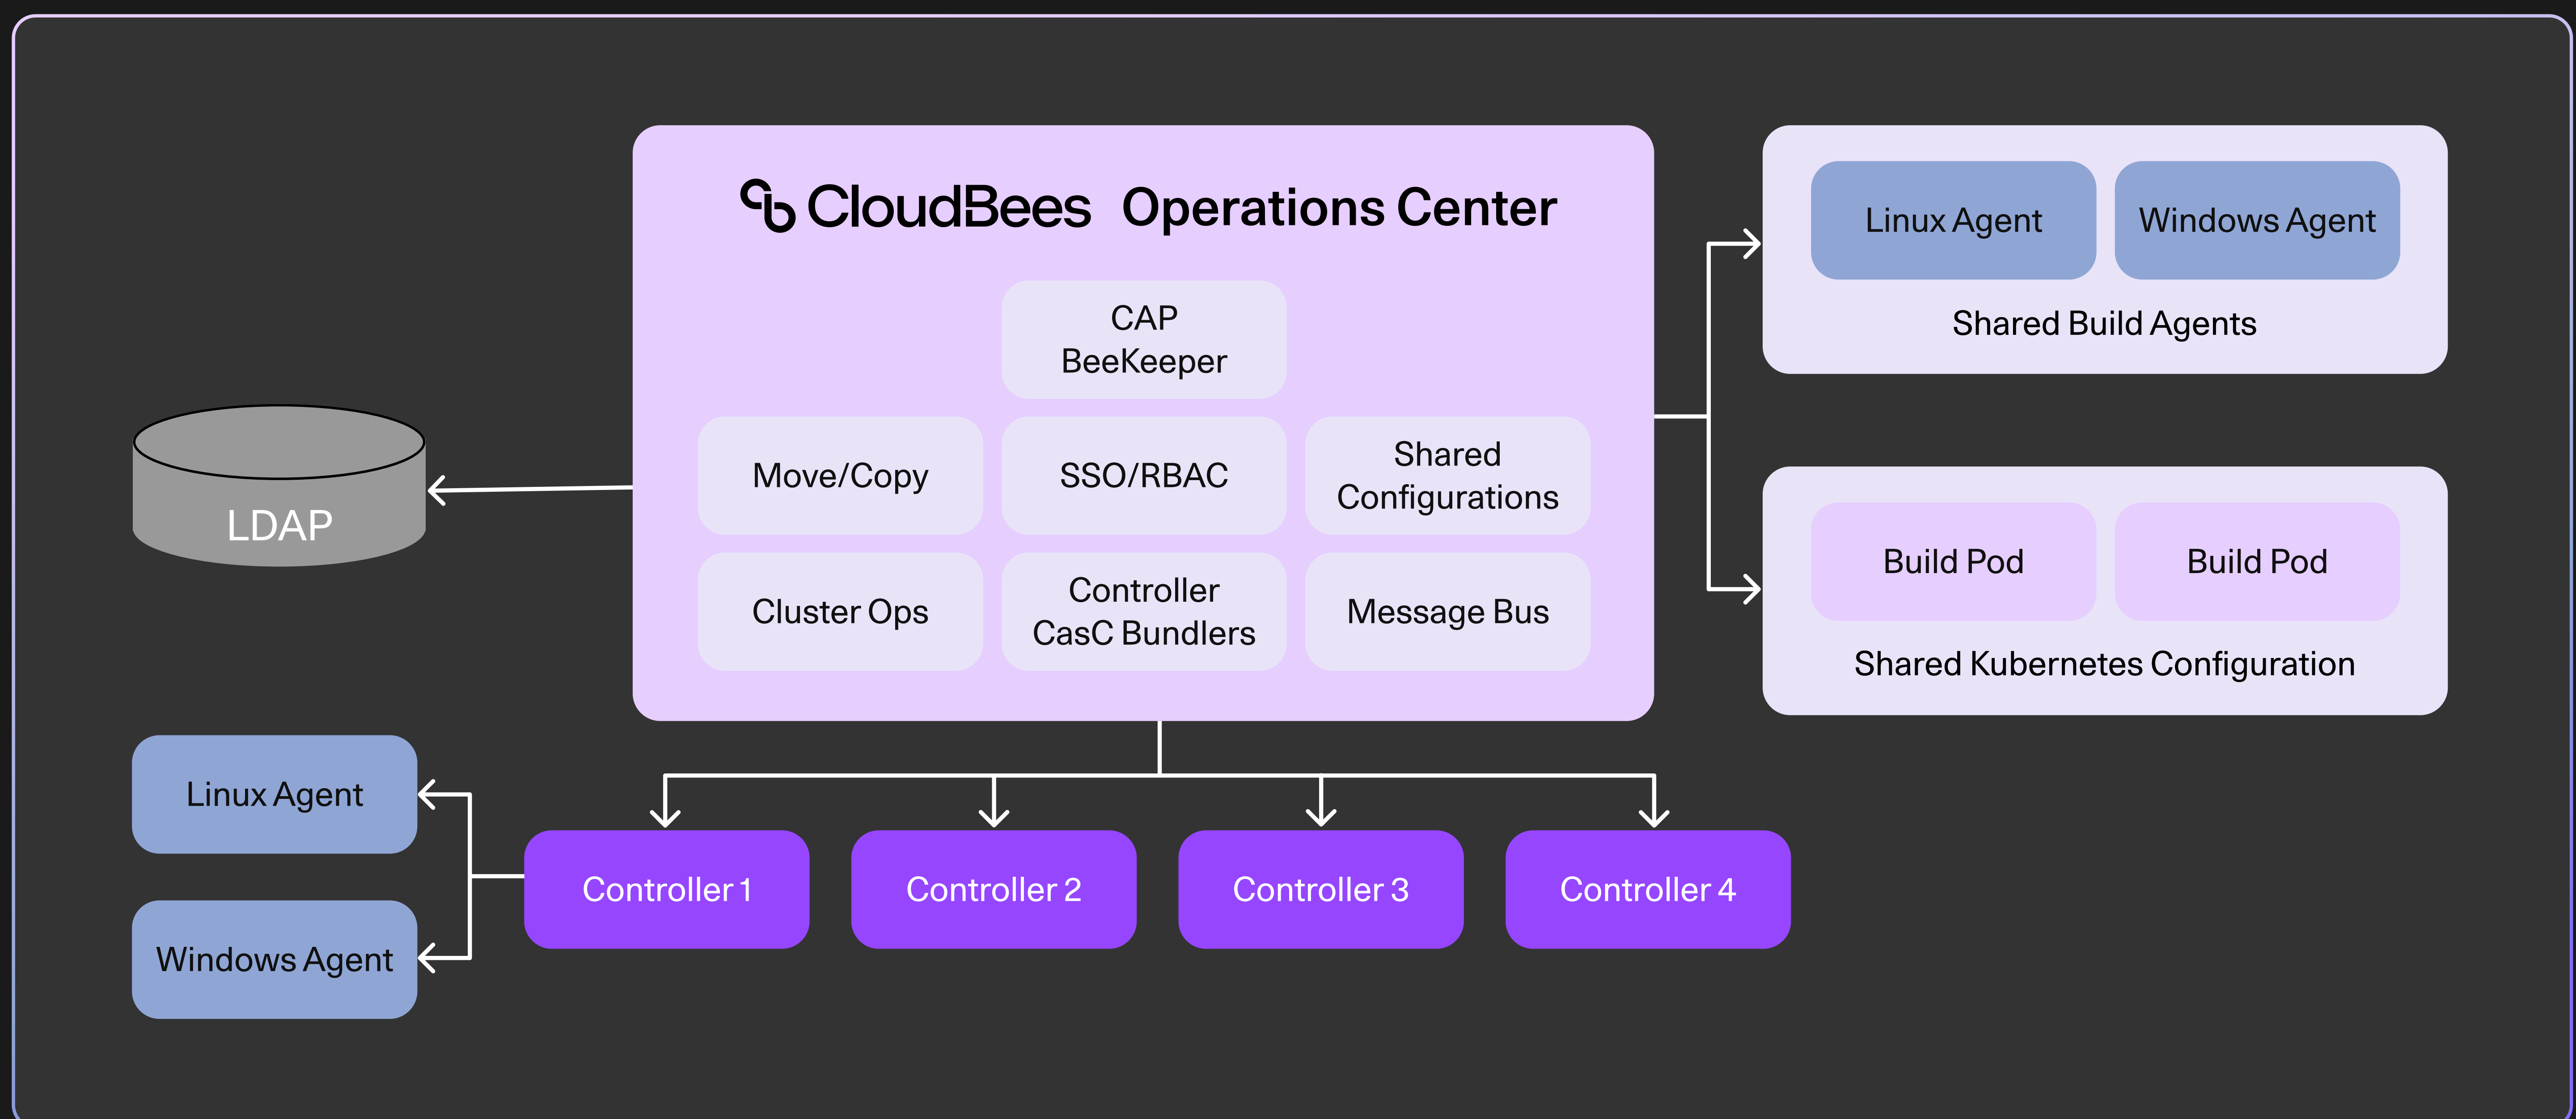 CloudBees Operations Center
CAP
BeeKeeper
Move/Copy
SSO/RBAC
Shared
Configurations
Cluster Ops
Controller
CasC Bundlers
Message Bus
Linux Agent
Windows Agent
Shared Build Agents
Build Pod
Build Pod
Shared Kubernetes Configuration
LDAP
Linux Agent
Windows Agent
Controller 1
Controller 2
Controller 3
Controller 4